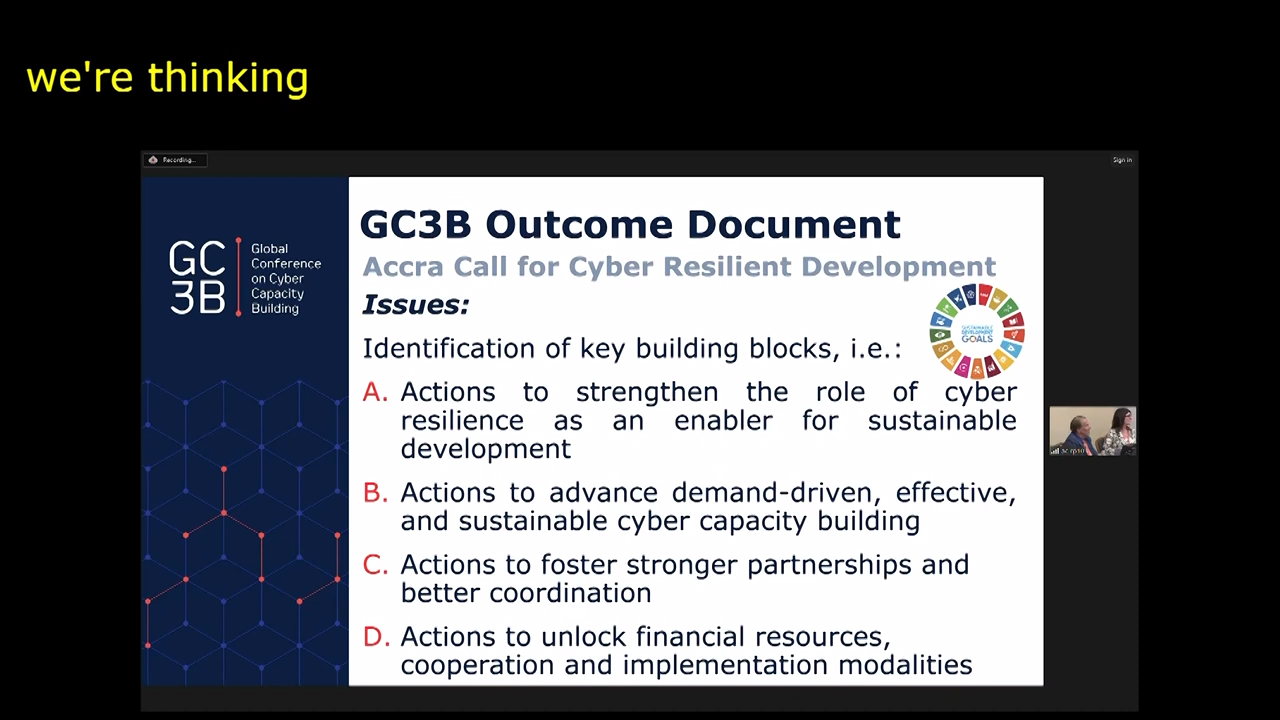 we're thinking
Recording...
Sign in
GC
3B
Global
Conference
on Cyber
Capacity
Building
GC3B Outcome Document
Accra Call for Cyber Resilient Development
Issues:
SUSTAINABLE
DEVELOPMENT
GOALS
Identification of key building blocks, i.e.:
A. Actions to strengthen the role of cyber
resilience as an enabler for sustainable
development
B. Actions to advance demand-driven, effective,
and sustainable cyber capacity building
C. Actions to foster stronger partnerships and
better coordination
D. Actions to unlock financial resources,
cooperation and implementation modalities